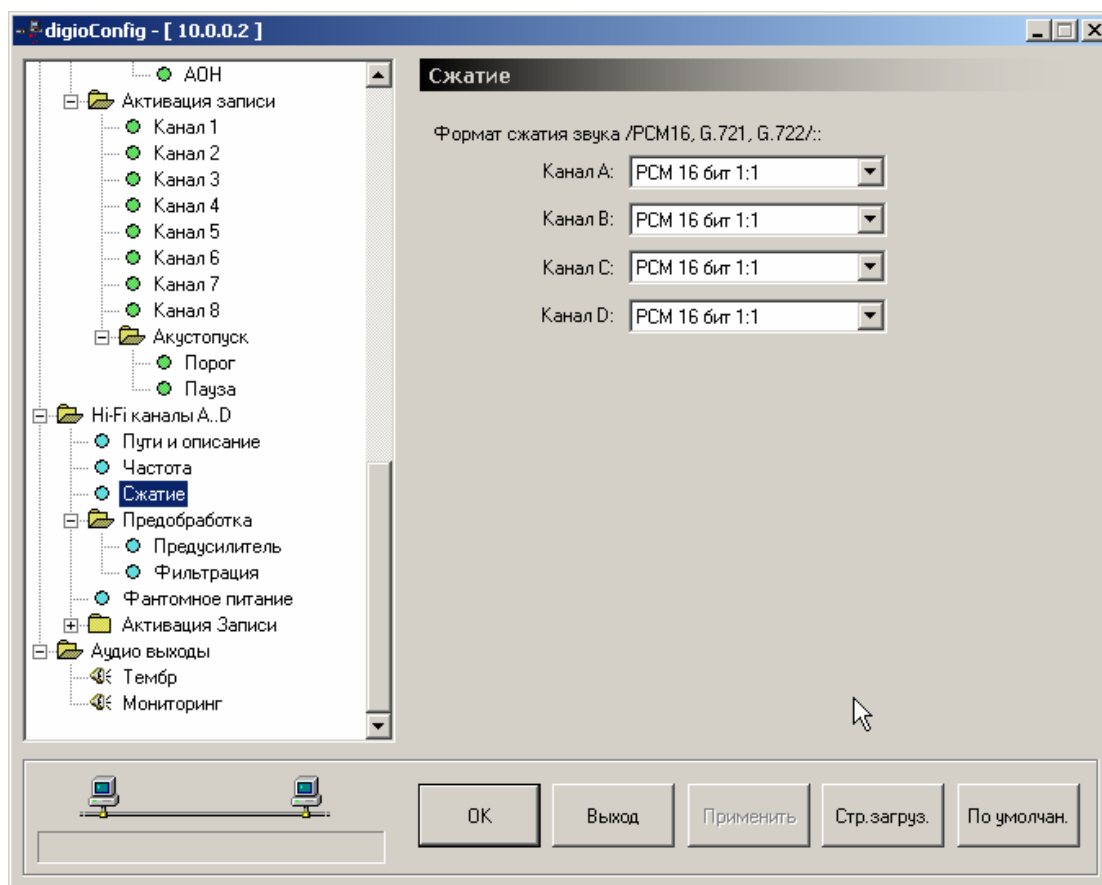 digioConfig - [ 10.0.0.2 ]
АОН
Активация записи
Канал 1
Канал 2
Канал 3
Канал 4
Канал 5
Канал 6
Канал 7
Канал 8
Акустопуск
Порог
Пауза
Hi-Fi каналы A..D
Пути и описание
Частота
Сжатие
Предобработка
Предусилитель
Фильтрация
Фантомное питание
Активация Записи
Аудио выходы
Тембр
Мониторинг
Сжатие
Формат сжатия звука /PCM16, G.721, G.722/::
Канал A: PCM 16 бит 1:1
Канал B: PCM 16 бит 1:1
Канал C: PCM 16 бит 1:1
Канал D: PCM 16 бит 1:1
OK
Выход
Применить
Стр.загруз.
По умолчан.